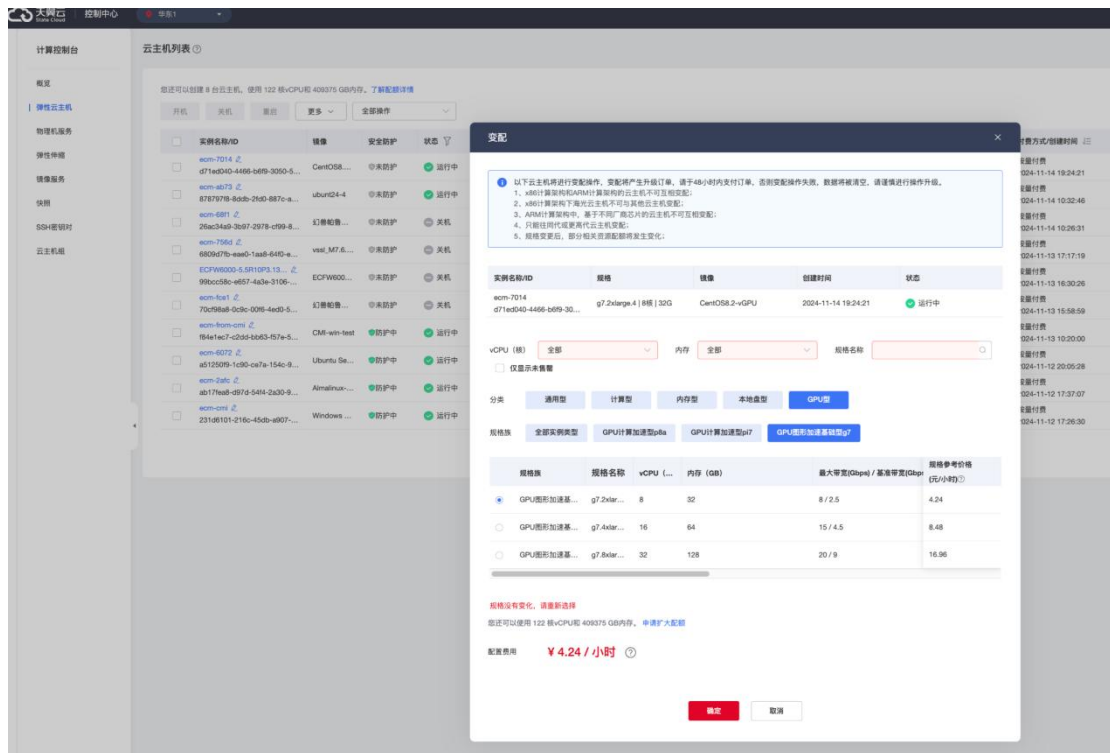 天翼云
State Cloud
控制中心
华东1
计算控制台
概览
弹性云主机
物理机服务
弹性伸缩
镜像服务
快照
SSH密钥对
云主机组
云主机列表
您还可以创建 8 台云主机，使用 122 核vCPU和 409375 GB内存。了解配额详情
开机 关机 重启 更多 全部操作
实例名称/ID 镜像 安全防护 状态
ecm-7014 CentOS8.... 未防护 运行中
d71ed040-4466-b6f9-3050-5...
ecm-ab73 ubunt24-4 未防护 运行中
878797f8-8ddb-2fd0-887c-a...
ecm-68f1 幻兽帕鲁... 未防护 关机
26ac34a9-3b97-2978-cf99-8...
ecm-758d vssl_M7.6.... 未防护 关机
6809d7fb-eae0-1aa8-64f0-e...
ECFW6000-5.5R10P3.13... ECFW600... 未防护 关机
99bcc58c-e657-4a3e-3106-...
ecm-fce1 幻兽帕鲁... 未防护 关机
70cf98a8-0c9c-00f6-4ed0-5...
ecm-from-cmi CMI-win-test 防护中 运行中
f84e1ec7-c2dd-bb63-f57e-5...
ecm-6072 Ubuntu Se... 防护中 运行中
a51250f9-1c90-ce7a-154c-9...
ecm-2afc Almalinux-... 防护中 运行中
ab17fea8-d97d-54f4-2a30-9...
ecm-cmi Windows ... 防护中 运行中
231d6101-216c-45db-a907-...
变配
以下云主机将进行变配操作，变配将产生升级订单，请于48小时内支付订单，否则变配操作失败，数据将被清空，请谨慎进行操作升级。
1、x86计算架构和ARM计算架构的云主机不可互相变配；
2、x86计算架构下海光云主机不可与其他云主机变配；
3、ARM计算架构中，基于不同厂商芯片的云主机不可互相变配；
4、只能往同代或更高代云主机变配；
5、规格变更后，部分相关资源配额将发生变化；
实例名称/ID 规格 镜像 创建时间 状态
ecm-7014
d71ed040-4466-b6f9-30... g7.2xlarge.4 | 8核 | 32G CentOS8.2-vGPU 2024-11-14 19:24:21 运行中
vCPU（核） 全部 内存 全部 规格名称
仅显示未售罄
分类 通用型 计算型 内存型 本地盘型 GPU型
规格族 全部实例类型 GPU计算加速型p8a GPU计算加速型pi7 GPU图形加速基础型g7
规格族 规格名称 vCPU（... 内存（GB） 最大带宽(Gbps) / 基准带宽(Gbp 规格参考价格
(元/小时)
GPU图形加速基... g7.2xlar... 8 32 8 / 2.5 4.24
GPU图形加速基... g7.4xlar... 16 64 15 / 4.5 8.48
GPU图形加速基... g7.8xlar... 32 128 20 / 9 16.96
规格没有变化，请重新选择
您还可以使用 122 核vCPU和 409375 GB内存。 申请扩大配额
配置费用 ¥ 4.24 / 小时
确定 取消
付费方式/创建时间
按量付费
2024-11-14 19:24:21
按量付费
2024-11-14 10:32:46
按量付费
2024-11-14 10:26:31
按量付费
2024-11-13 17:17:19
按量付费
2024-11-13 16:30:26
按量付费
2024-11-13 15:58:59
按量付费
2024-11-13 10:20:00
按量付费
2024-11-12 20:05:28
按量付费
2024-11-12 17:37:07
按量付费
2024-11-12 17:26:30